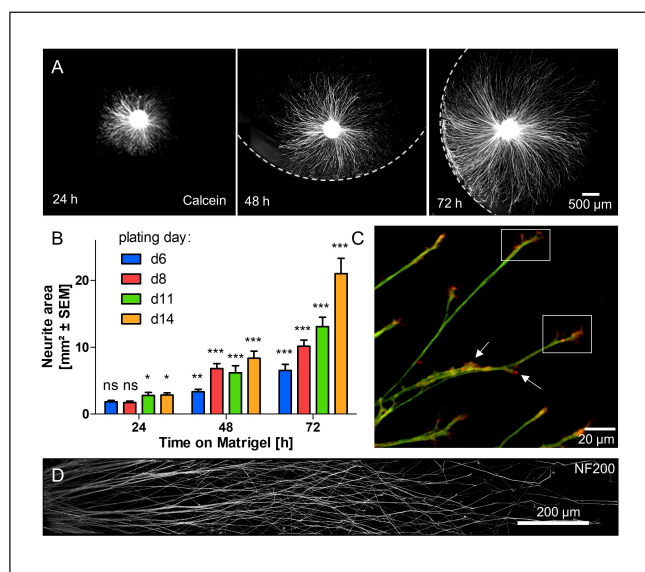 A
24 h
Calcein
48 h
72 h
500 µm
B
plating day:
d6
d8
d11
d14
Neurite area
[mm² ± SEM]
20
10
0
ns ns * *
** *** *** ***
*** *** *** ***
24 48 72
Time on Matrigel [h]
C
20 µm
D
NF200
200 µm